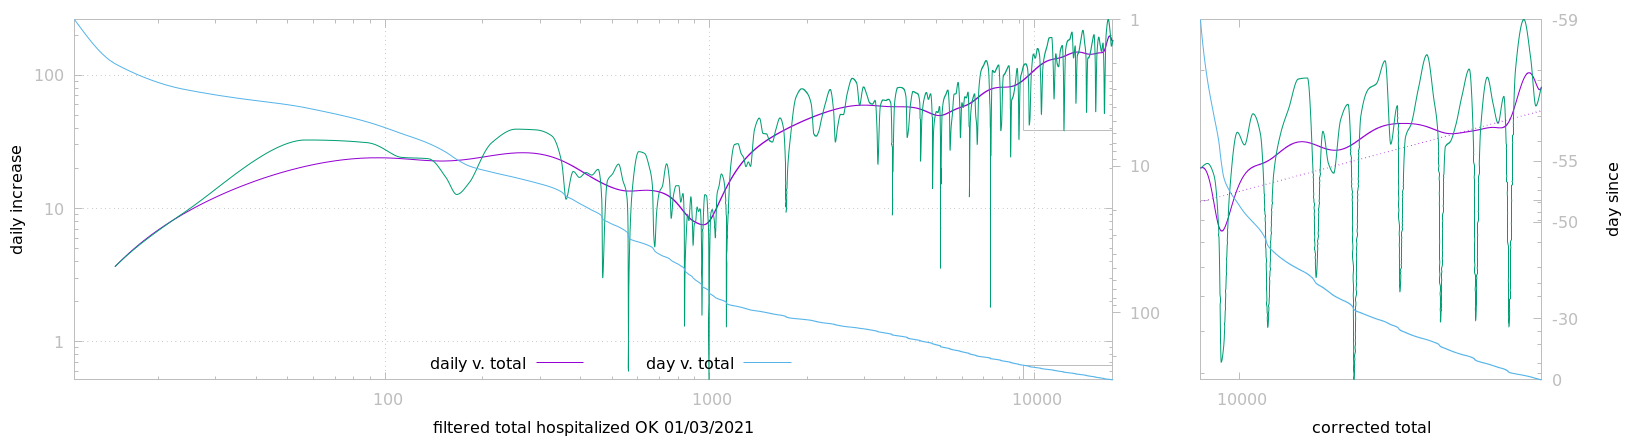 1
-59
100
daily increase
10
10
-55
-50
day since
100
-30
1
daily v. total
day v. total
0
100
1000
10000
10000
filtered total hospitalized OK 01/03/2021
corrected total